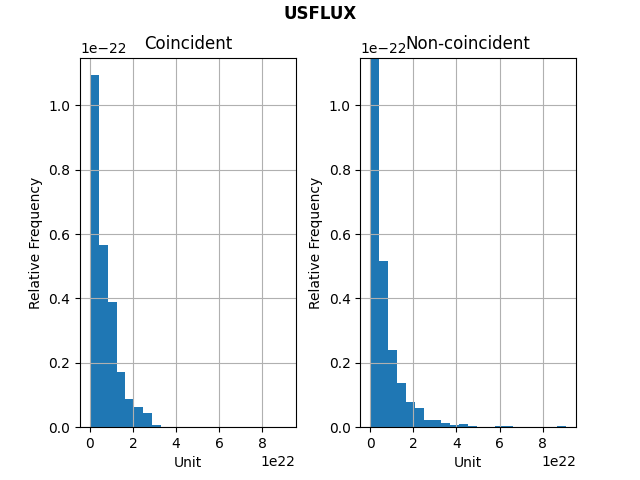 USFLUX
Coincident
Non-coincident
1e−22
1e−22
1.0
0.8
0.6
0.4
0.2
0.0
Relative Frequency
0 2 4 6 8
1e22
Unit
1.0
0.8
0.6
0.4
0.2
0.0
Relative Frequency
0 2 4 6 8
1e22
Unit